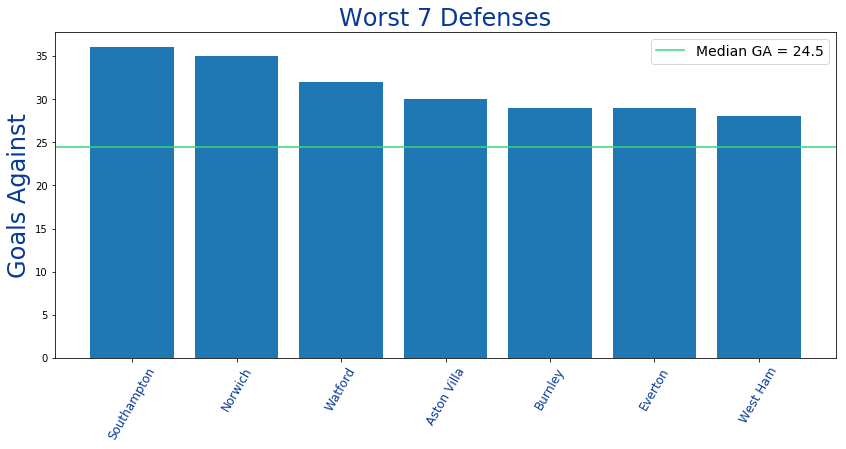 Worst 7 Defenses
Median GA = 24.5
Goals Against
35
30
25
20
15
10
5
0
Southampton
Norwich
Watford
Aston Villa
Burnley
Everton
West Ham